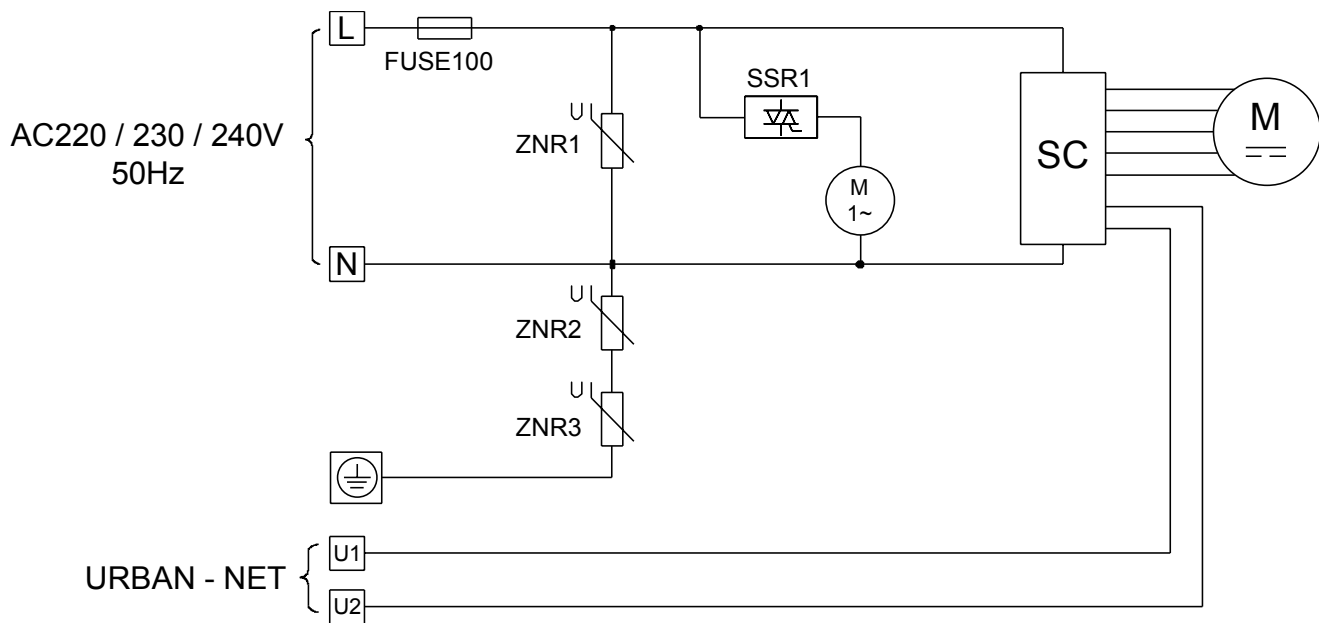 L
FUSE100
SSR1
AC220 / 230 / 240V
50Hz
U
ZNR1
M
1~
SC
M
N
U
ZNR2
U
ZNR3
URBAN - NET
U1
U2